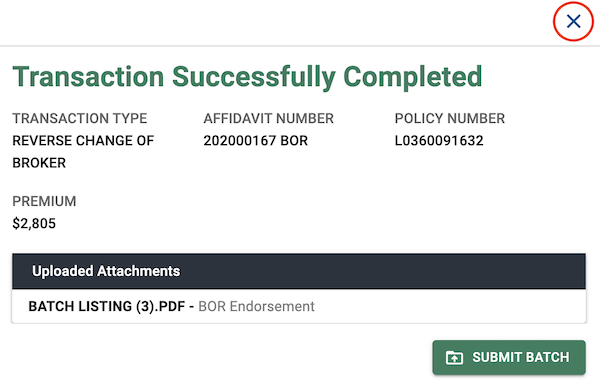 Transaction Successfully Completed
TRANSACTION TYPE
REVERSE CHANGE OF
BROKER
AFFIDAVIT NUMBER
202000167 BOR
POLICY NUMBER
L0360091632
PREMIUM
$2,805
Uploaded Attachments
BATCH LISTING (3).PDF - BOR Endorsement
SUBMIT BATCH